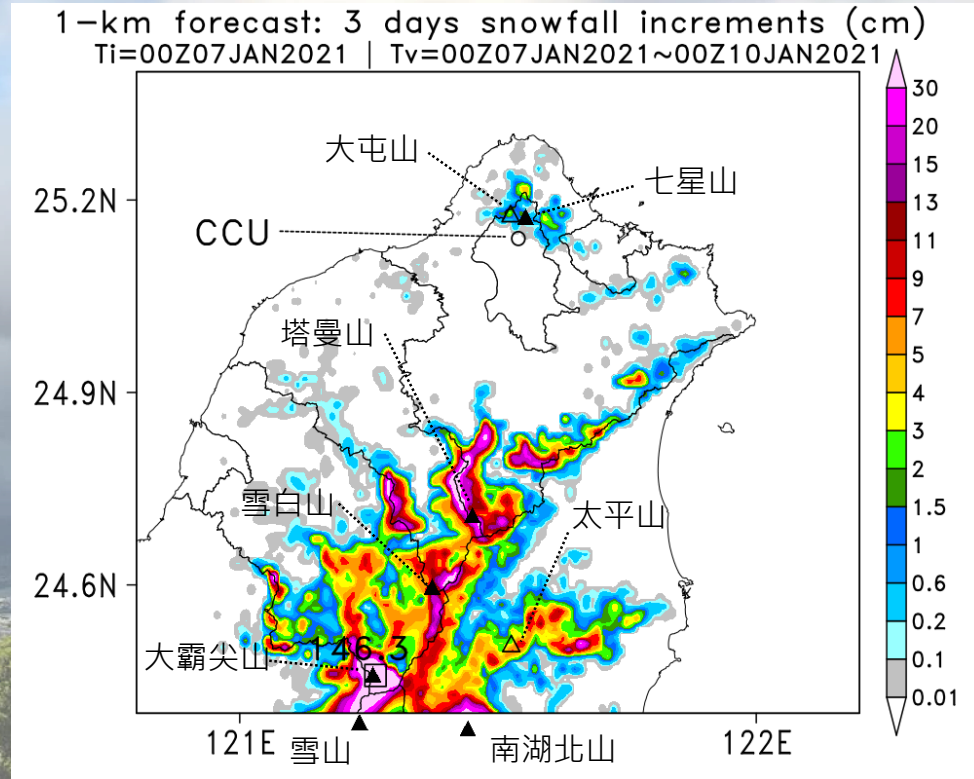 1-km forecast: 3 days snowfall increments (cm)
Ti=00Z07JAN2021 | Tv=00Z07JAN2021~00Z10JAN2021
30
20
15
13
11
9
7
5
4
3
2
1.5
1
0.6
0.2
0.1
0.01
大屯山
七星山
25.2N
CCU
塔曼山
24.9N
雪白山
太平山
24.6N
146.3
大霸尖山
121E
雪山
南湖北山
122E